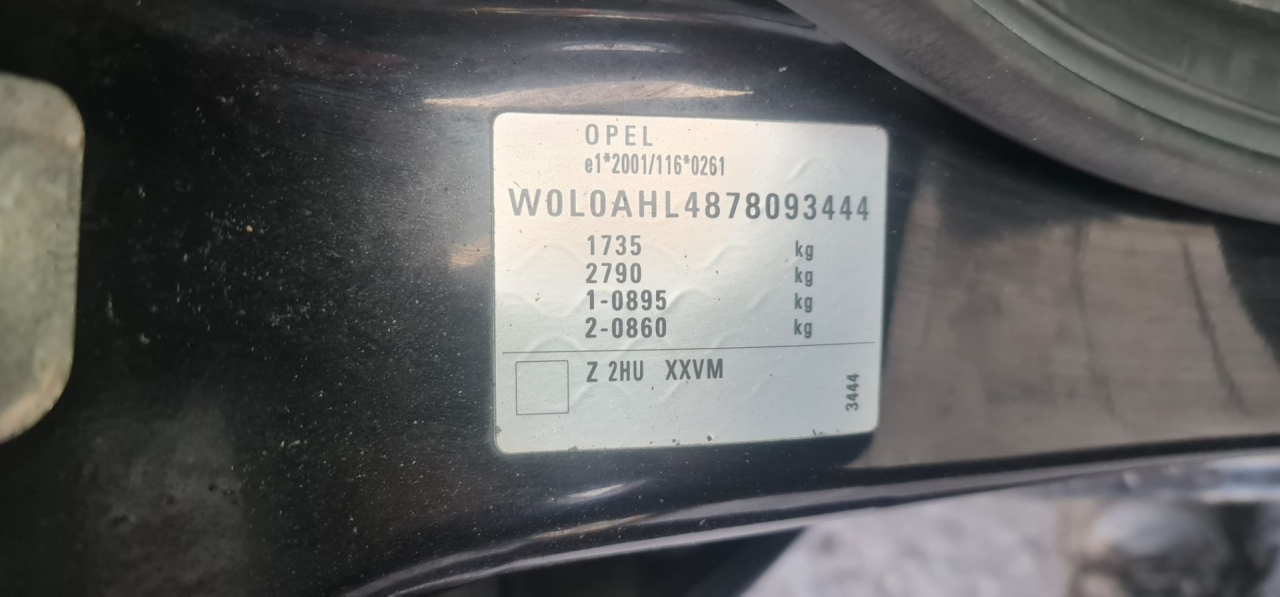 OPEL
e1*2001/116*0261
W0L0AHL4878093444
1735 kg
2790 kg
1-0895 kg
2-0860 kg
Z 2HU XXVM
3444